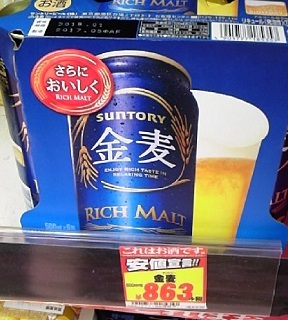 お酒
2018.01
2017.05
さらに
おいしく
RICH MALT
SUNTORY
金麦
ENJOY RICH TASTE IN
RELAXING TIME
RICH MALT
これはお酒です。
安値宣言!!
金麦
863